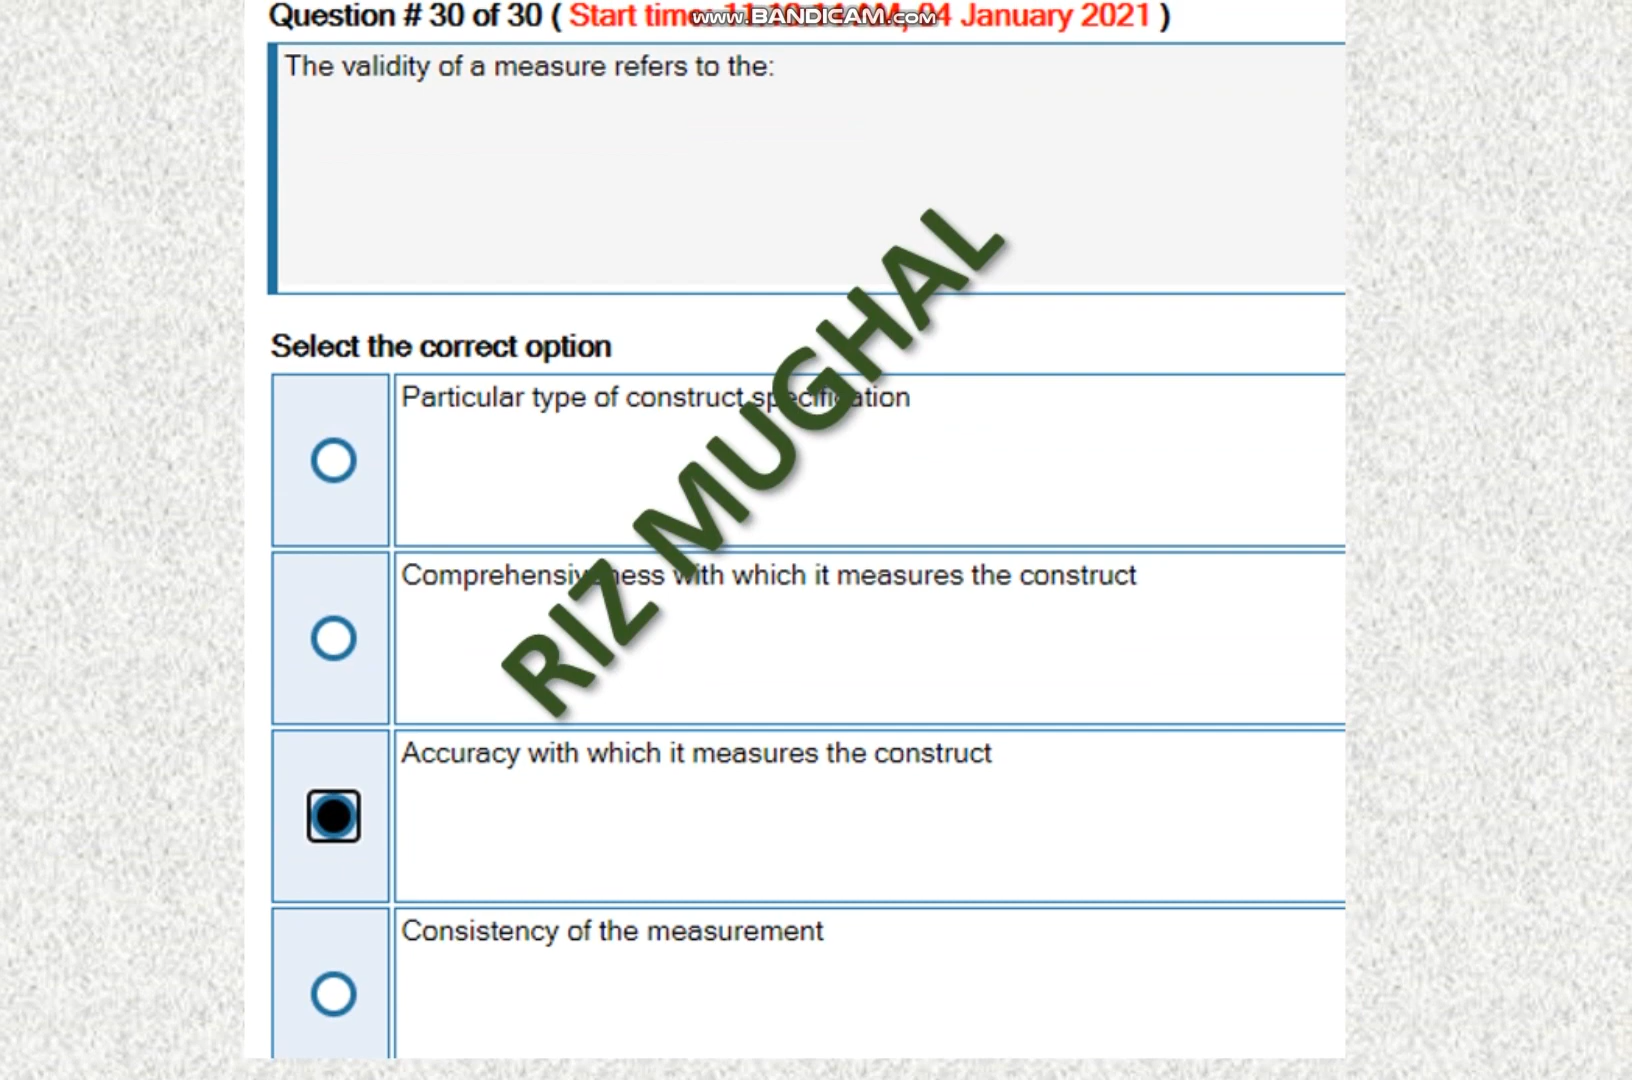 Question # 30 of 30 ( Start time: 04 January 2021 )
www.BANDICAM.com
The validity of a measure refers to the:
Select the correct option
Particular type of construct specification
Comprehensiveness with which it measures the construct
RIZ MUGHAL
Accuracy with which it measures the construct
Consistency of the measurement